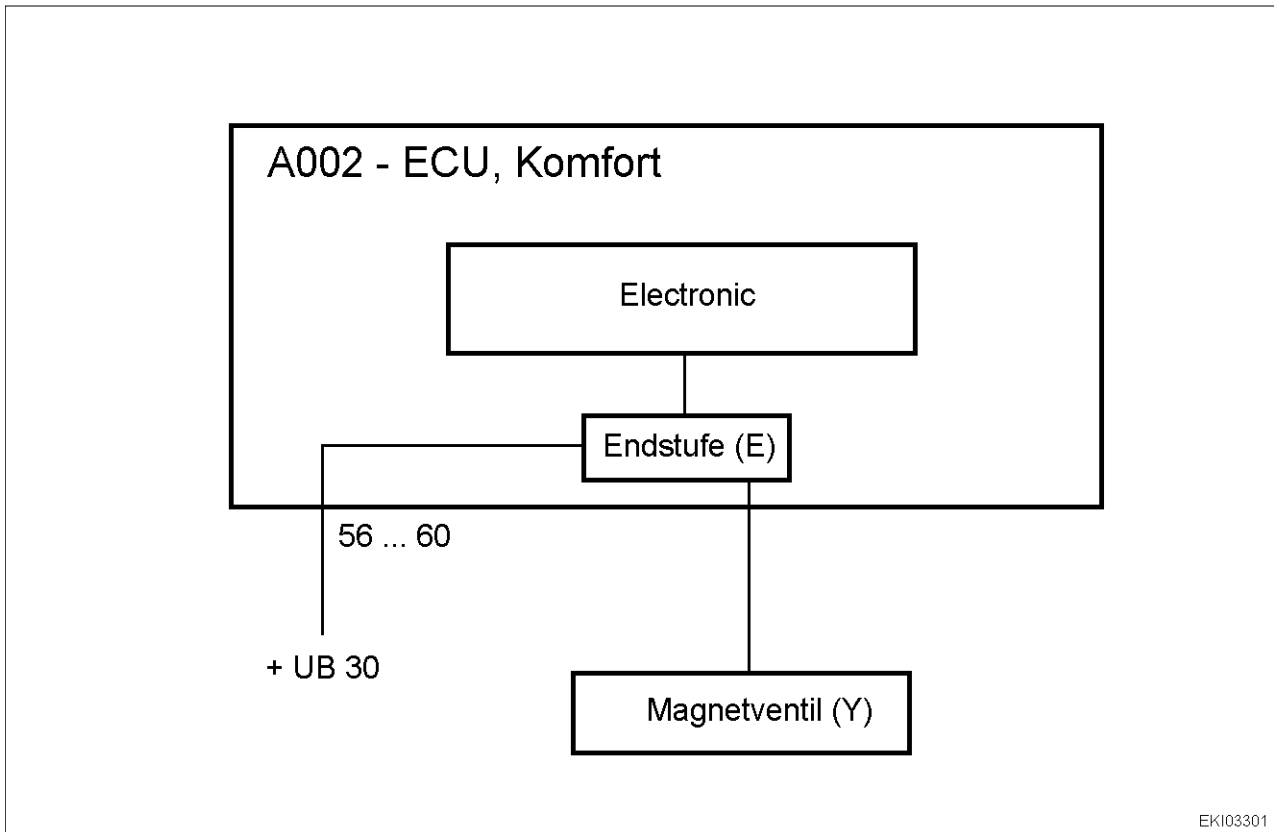 A002 - ECU, Komfort
Electronic
Endstufe (E)
56 ... 60
+ UB 30
Magnetventil (Y)
EKI03301